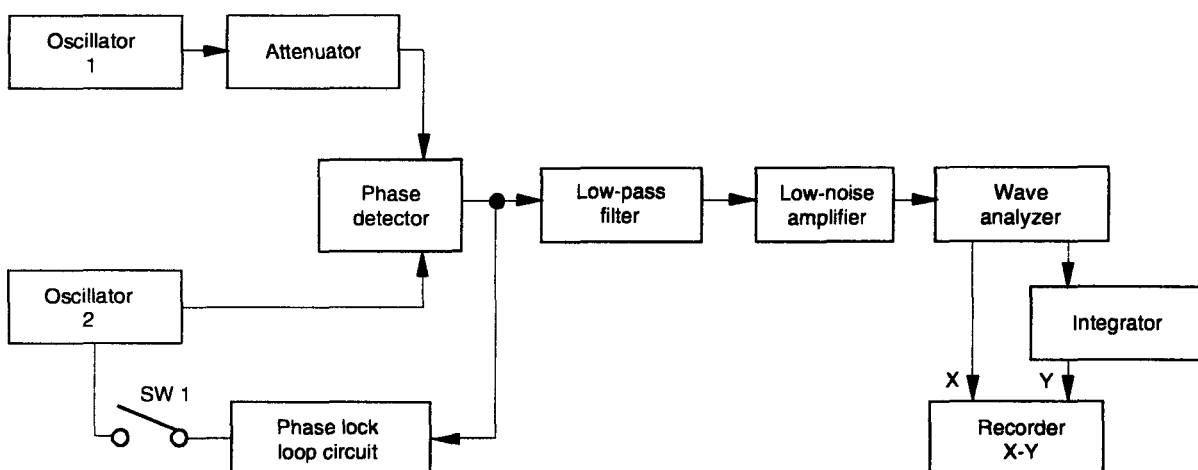 Oscillator
1
Attenuator
Phase
detector
Low-pass
filter
Low-noise
amplifier
Wave
analyzer
Oscillator
2
Integrator
SW 1
X
Y
Phase lock
loop circuit
Recorder
X-Y